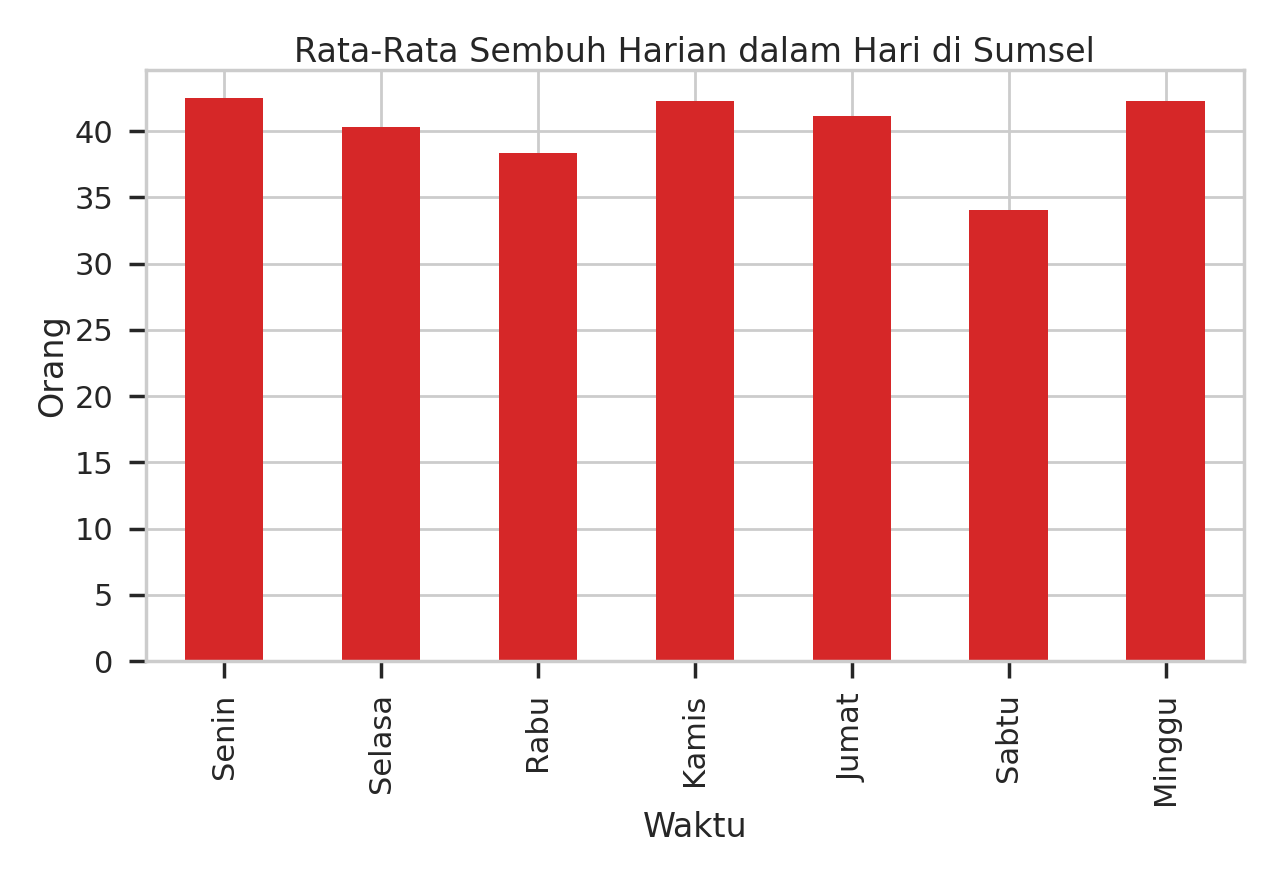 Rata-Rata Sembuh Harian dalam Hari di Sumsel
Orang
40
35
30
25
20
15
10
5
0
Senin
Selasa
Rabu
Kamis
Jumat
Sabtu
Minggu
Waktu